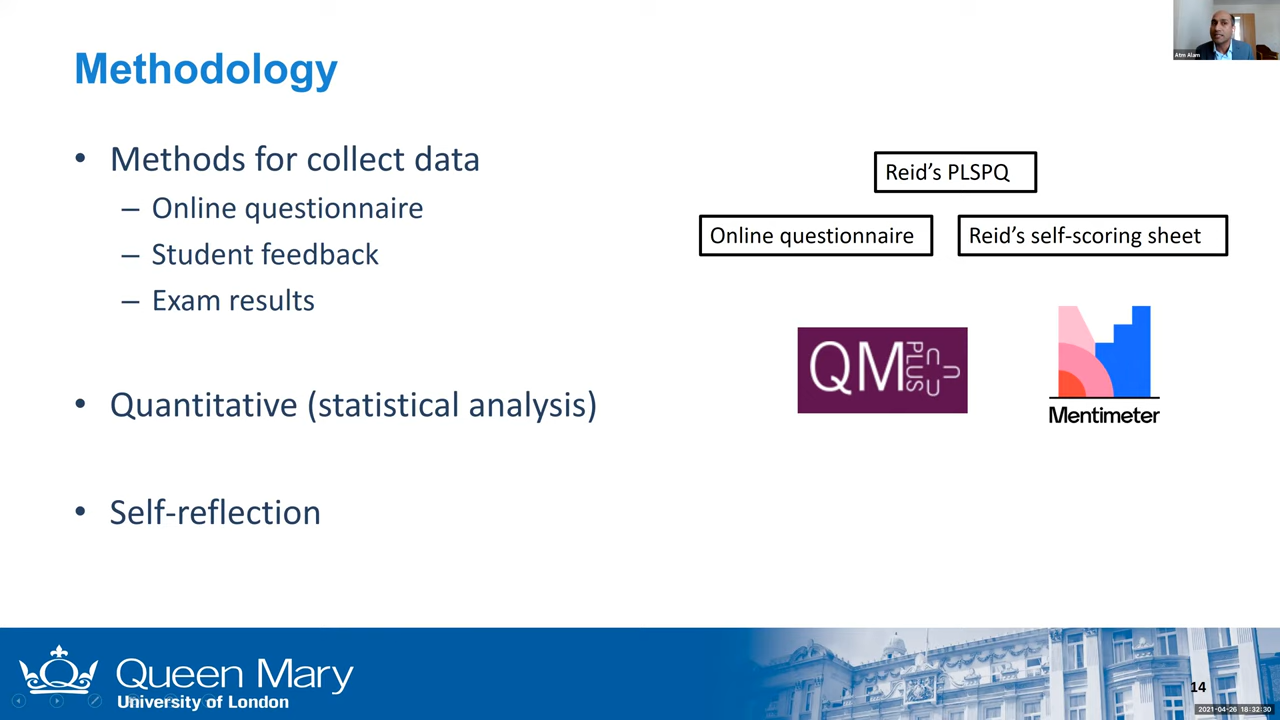 Atm Alam
Methodology
• Methods for collect data
– Online questionnaire
– Student feedback
– Exam results
• Quantitative (statistical analysis)
• Self-reflection
Reid's PLSPQ
Online questionnaire
Reid's self-scoring sheet
QM PLUS
Mentimeter
Queen Mary
University of London
14
2021-04-26 18:32:30